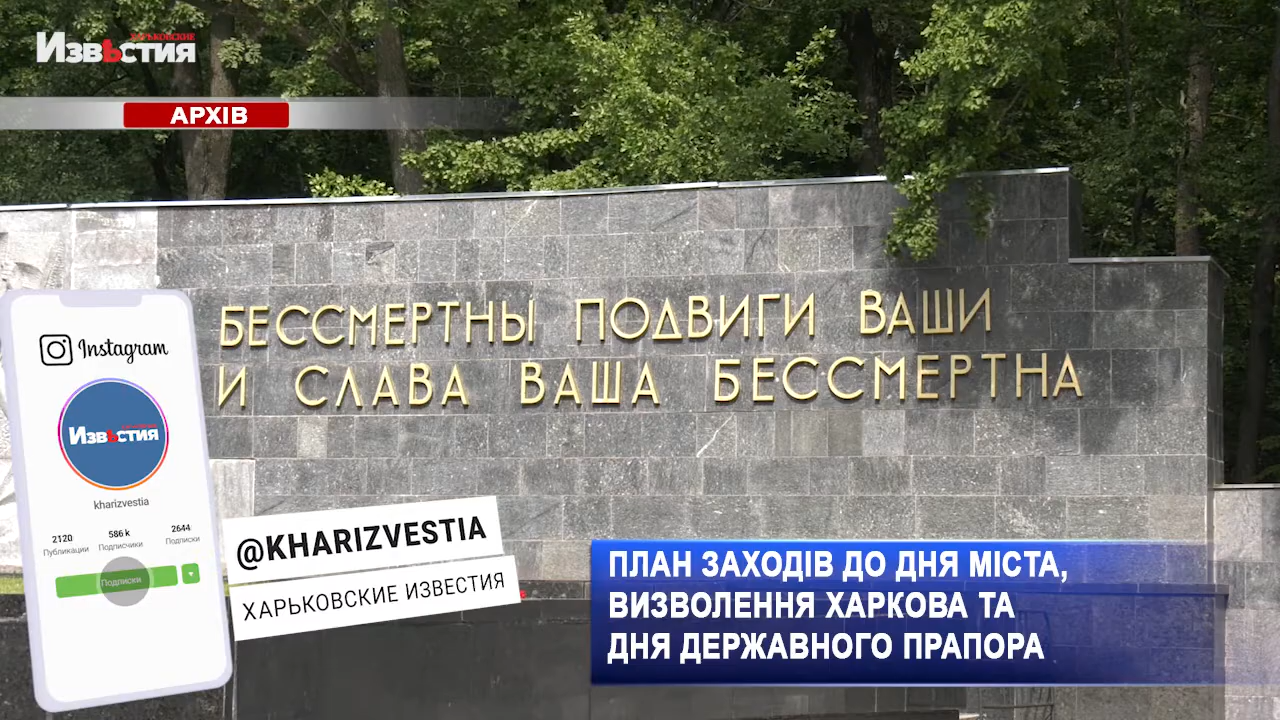 ХАРЬКОВСКИЕ
ИЗВЕСТИЯ
АРХІВ
БЕССМЕРТНЫ ПОДВИГИ ВАШИ
И СЛАВА ВАША БЕССМЕРТНА
Instagram
ИЗВЕСТИЯ
kharizvestia
2120 586 k 2644
Публикации Подписчики Подписки
Подписки
@KHARIZVESTIA
ХАРЬКОВСКИЕ ИЗВЕСТИЯ
ПЛАН ЗАХОДІВ ДО ДНЯ МІСТА,
ВИЗВОЛЕННЯ ХАРКОВА ТА
ДНЯ ДЕРЖАВНОГО ПРАПОРА